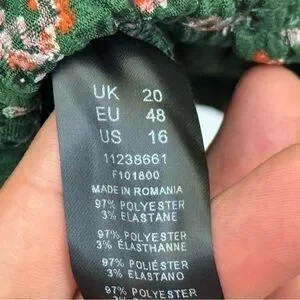 UK 20
EU 48
US 16
11238661
F101800
MADE IN ROMANIA
97% POLYESTER
3% ELASTANE
97% POLYESTER
3% ÉLASTHANNE
97% POLIÉSTER
3% ELASTANO
97% POLYESTER